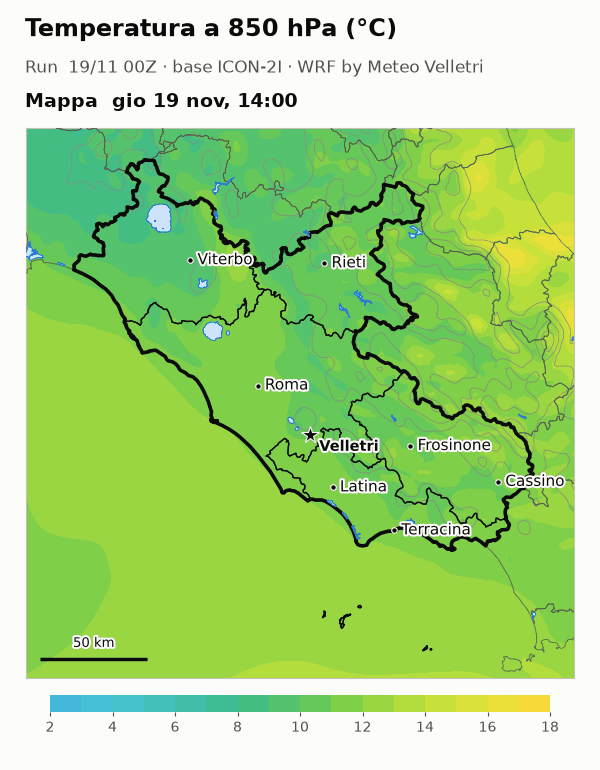 Temperatura a 850 hPa (°C)
Run  19/11 00Z · base ICON-2I · WRF by Meteo Velletri
Mappa  gio 19 nov, 14:00
Viterbo
Rieti
Roma
Velletri
Frosinone
Latina
Cassino
Terracina
50 km
2 4 6 8 10 12 14 16 18